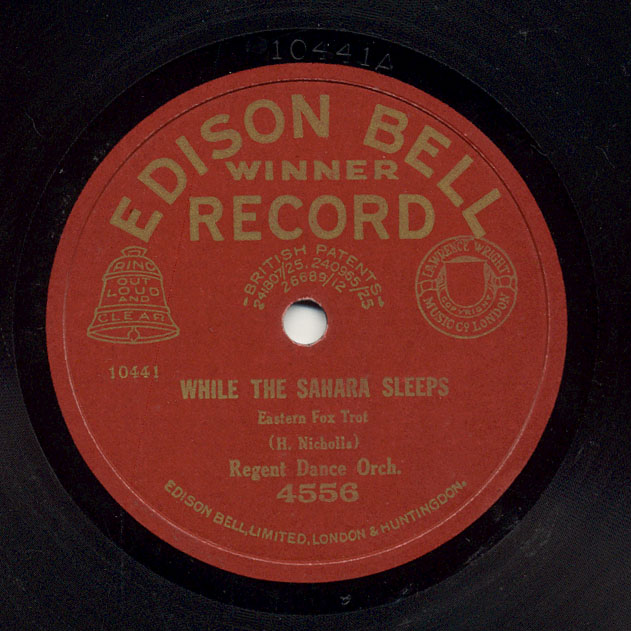 10441A
EDISON BELL
WINNER
RECORD
BRITISH PATENTS
241807/25, 240965/25
26689/12
RING
OUT
LOUD
AND
CLEAR
LAWRENCE WRIGHT
COPYRIGHT
MUSIC Co LONDON
10441
WHILE THE SAHARA SLEEPS
Eastern Fox Trot
(H. Nicholls)
Regent Dance Orch.
4556
EDISON BELL, LIMITED, LONDON & HUNTINGDON.